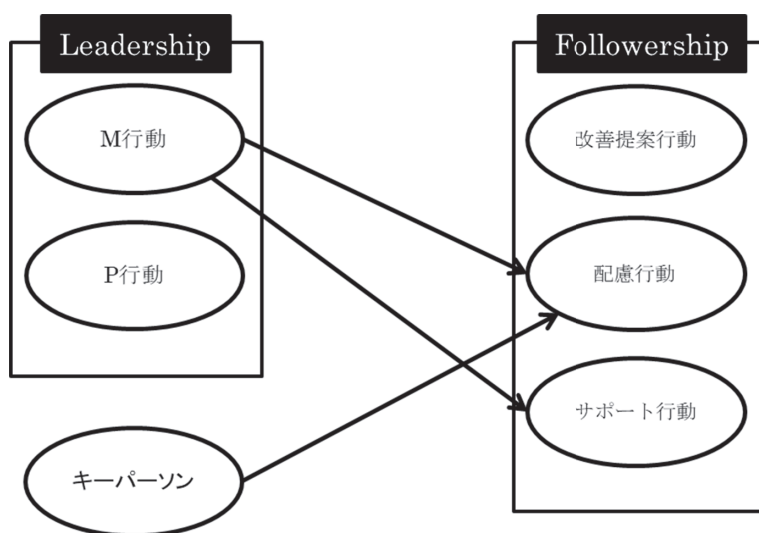 Leadership
M行動
P行動
キーパーソン
Followership
改善提案行動
配慮行動
サポート行動